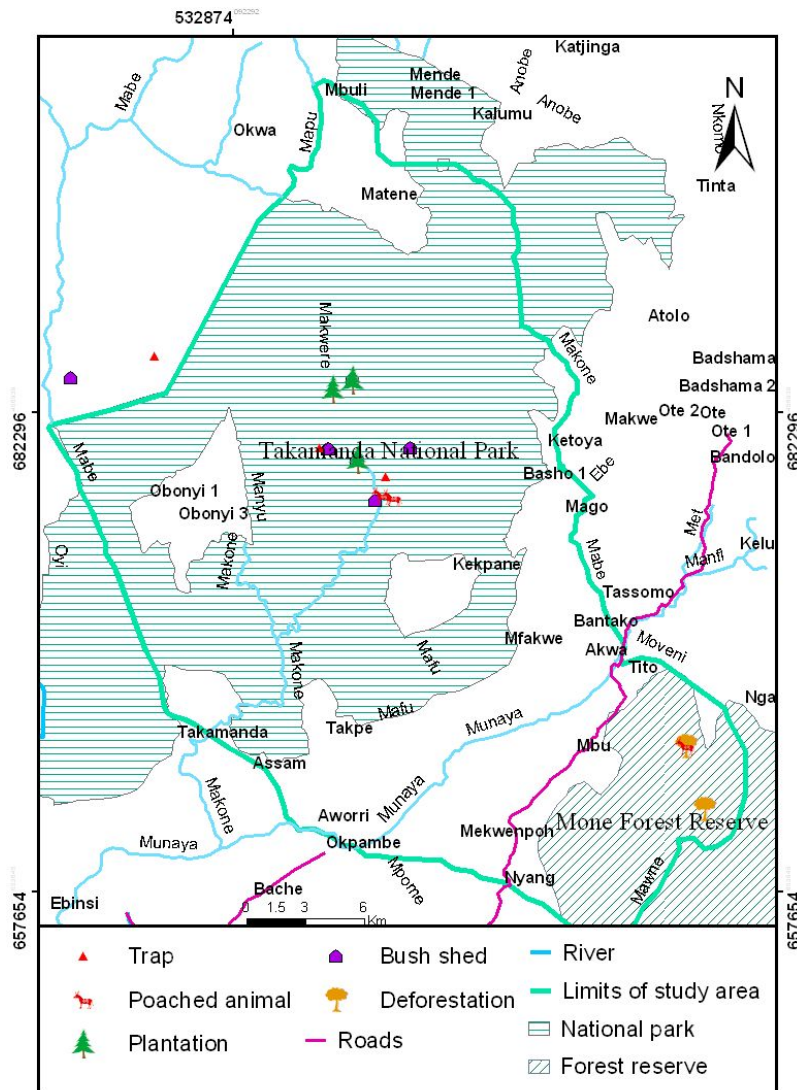 532874
Katjinga
Mende
Anobe
Mabe
Mbuli
Mende 1
Kalumu
Anobe
N
Nkomo
Okwa
Mapu
Tinta
Matene
Makwere
Atolo
Makone
Badshama
Badshama 2
682296
682296
Makwe
Ote 2
Ote
Ote 1
Ketoya
Takamanda National Park
Bandolo
Mabe
Basho 1
Ebe
Obonyi 1
Manyu
Obonyi 3
Mago
Met
Kelu
Oyi
Makone
Mabe
Manfi
Kekpane
Tassomo
Bantako
Mfakwe
Akwa
Moveni
Mafu
Makone
Tito
Nga
Mafu
Takamanda
Takpe
Munaya
Mbu
Assam
Makone
Munaya
Aworri
Mekwenpoh
Mone Forest Reserve
Munaya
Okpambe
Mpome
Nyang
Mawne
Bache
Ebinsi
657654
657654
0 1.5 3 6
Km
Trap
Bush shed
River
Poached animal
Deforestation
Limits of study area
Plantation
Roads
National park
Forest reserve